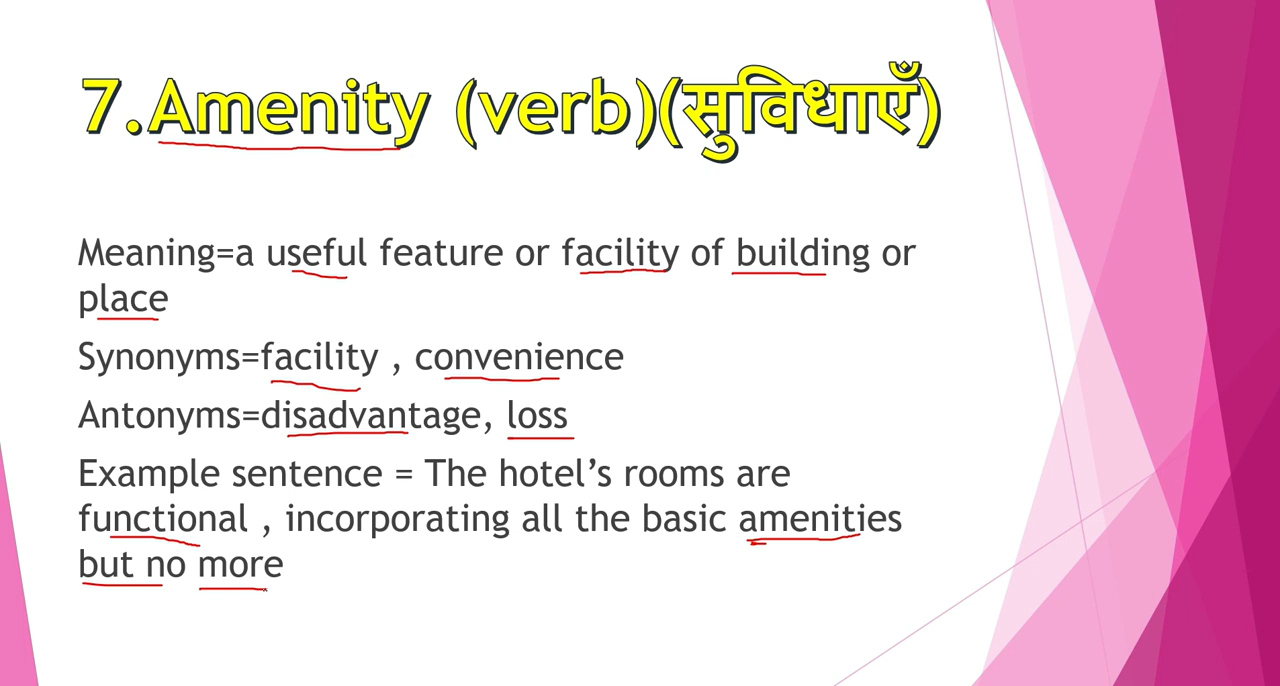 7.Amenity (verb)(सुविधाएँ)
Meaning=a useful feature or facility of building or
place
Synonyms=facility , convenience
Antonyms=disadvantage, loss
Example sentence = The hotel’s rooms are
functional , incorporating all the basic amenities
but no more